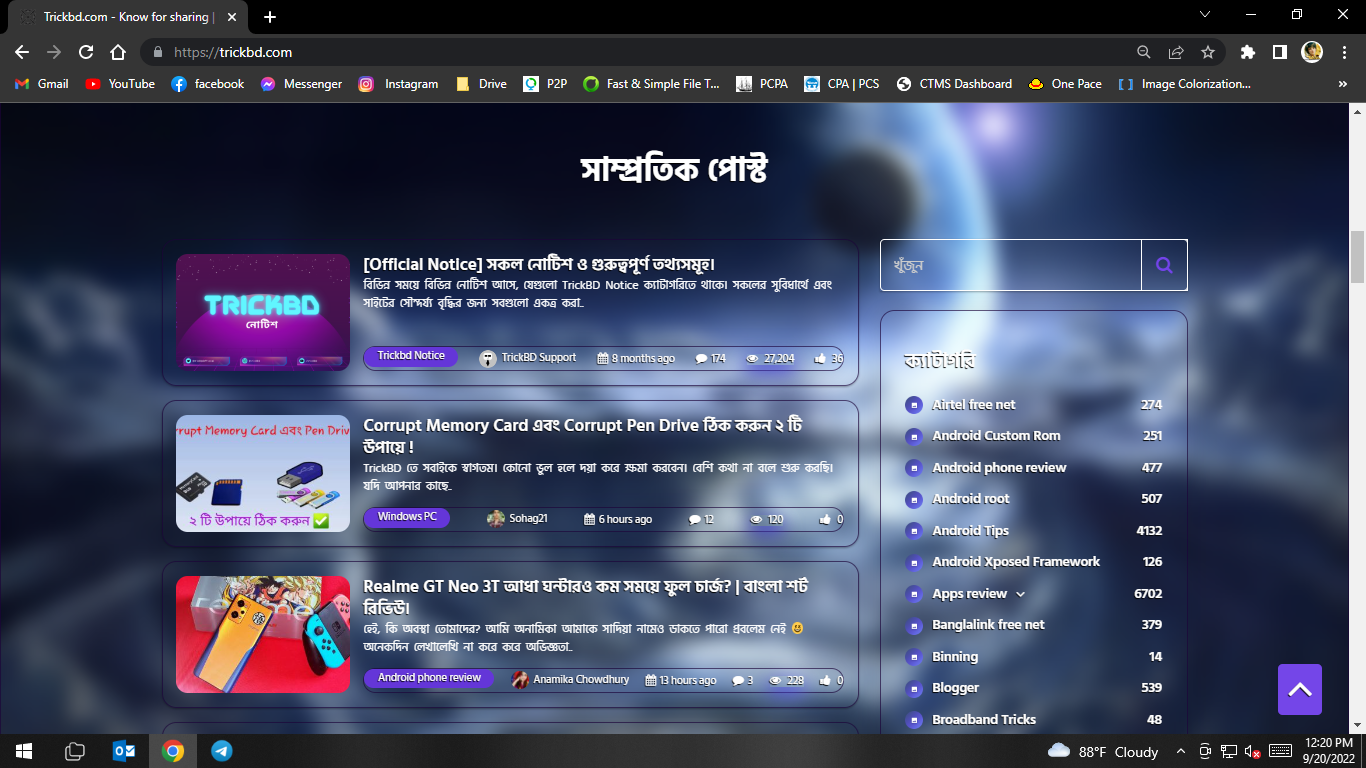 Trickbd.com - Know for sharing |
https://trickbd.com
Gmail YouTube facebook Messenger Instagram Drive P2P Fast & Simple File T... PCPA CPA | PCS CTMS Dashboard One Pace Image Colorization... »
সাম্প্রতিক পোস্ট
TRICKBD
নোটিশ
[Official Notice] সকল নোটিশ ও গুরুত্বপূর্ণ তথ্যসমূহ।
বিভিন্ন সময়ে বিভিন্ন নোটিশ আসে, যেগুলো TrickBD Notice ক্যাটাগরিতে থাকে। সকলের সুবিধার্থে এবং
সাইটের সৌন্দর্য্য বৃদ্ধির জন্য সবগুলো একত্র করা..
Trickbd Notice TrickBD Support 8 months ago 174 27,204 36
rrupt Memory Card এবং Pen Driv
২ টি উপায়ে ঠিক করুন
Corrupt Memory Card এবং Corrupt Pen Drive ঠিক করুন ২ টি
উপায়ে !
TrickBD তে সবাইকে স্বাগতম। কোনো ভুল হলে দয়া করে ক্ষমা করবেন। বেশি কথা না বলে শুরু করছি।
যদি আপনার কাছে..
Windows PC Sohag21 6 hours ago 12 120 0
Realme GT Neo 3T আধা ঘন্টারও কম সময়ে ফুল চার্জ? | বাংলা শর্ট
রিভিউ।
হেই, কি অবস্থা তোমাদের? আমি অনামিকা আমাকে সাদিয়া নামেও ডাকতে পারো প্রবলেম নেই
অনেকদিন লেখালেখি না করে করে অভিজ্ঞতা..
Android phone review Anamika Chowdhury 13 hours ago 3 228 0
খুঁজুন
ক্যাটাগরি
Airtel free net 274
Android Custom Rom 251
Android phone review 477
Android root 507
Android Tips 4132
Android Xposed Framework 126
Apps review 6702
Banglalink free net 379
Binning 14
Blogger 539
Broadband Tricks 48
88°F Cloudy
12:20 PM
9/20/2022